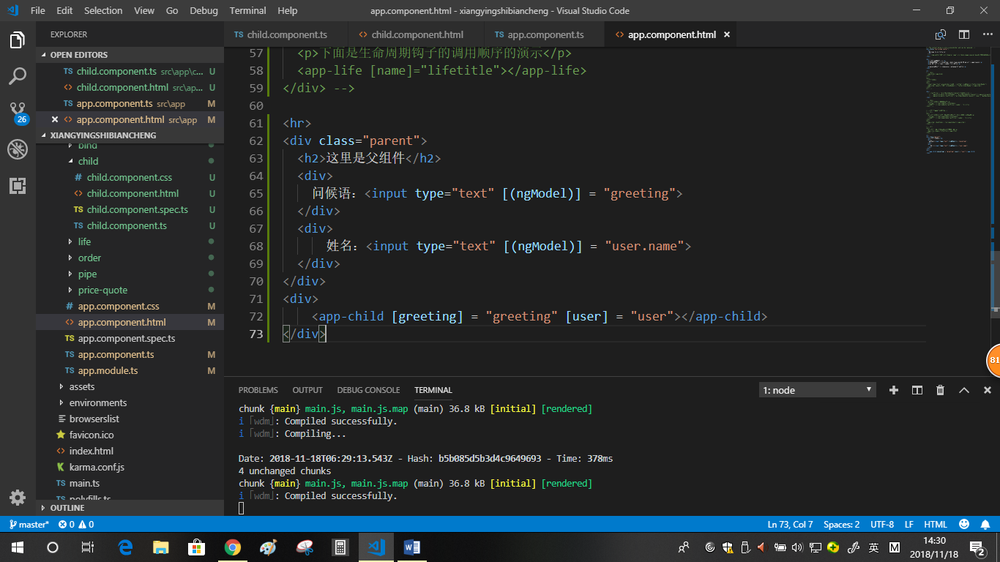 File Edit Selection View Go Debug Terminal Help
app.component.html - xiangyingshibiancheng - Visual Studio Code
EXPLORER
OPEN EDITORS
TS child.component.ts src\app\c... U
<> child.component.html src\ap... U
TS app.component.ts src\app M
<> app.component.html src\app M
26
XIANGYINGSHIBIANCHENG
bind
child
# child.component.css U
<> child.component.html U
TS child.component.spec.ts U
TS child.component.ts U
life
order
pipe
price-quote
# app.component.css M
<> app.component.html M
TS app.component.spec.ts
TS app.component.ts M
TS app.module.ts M
assets
environments
browserslist
favicon.ico
<> index.html
karma.conf.js
TS main.ts
TS polyfills.ts
OUTLINE
TS child.component.ts <> child.component.html TS app.component.ts <> app.component.html
57 <p>下面是生命周期钩子的调用顺序的演示</p>
58 <app-life [name]="lifetitle"></app-life>
59 </div> -->
60
61 <hr>
62 <div class="parent">
63 <h2>这里是父组件</h2>
64 <div>
65 问候语：<input type="text" [(ngModel)] = "greeting">
66 </div>
67 <div>
68 姓名：<input type="text" [(ngModel)] = "user.name">
69 </div>
70 </div>
71 <div>
72 <app-child [greeting] = "greeting" [user] = "user"></app-child>
73 </div>
81
PROBLEMS OUTPUT DEBUG CONSOLE TERMINAL
1: node
chunk {main} main.js, main.js.map (main) 36.8 kB [initial] [rendered]
i ｢wdm｣: Compiled successfully.
i ｢wdm｣: Compiling...
Date: 2018-11-18T06:29:13.543Z - Hash: b5b085d5b3d4c9649693 - Time: 378ms
4 unchanged chunks
chunk {main} main.js, main.js.map (main) 36.8 kB [initial] [rendered]
i ｢wdm｣: Compiled successfully.
master* 0 0
Ln 73, Col 7 Spaces: 2 UTF-8 LF HTML
英 M
14:30
2018/11/18
2